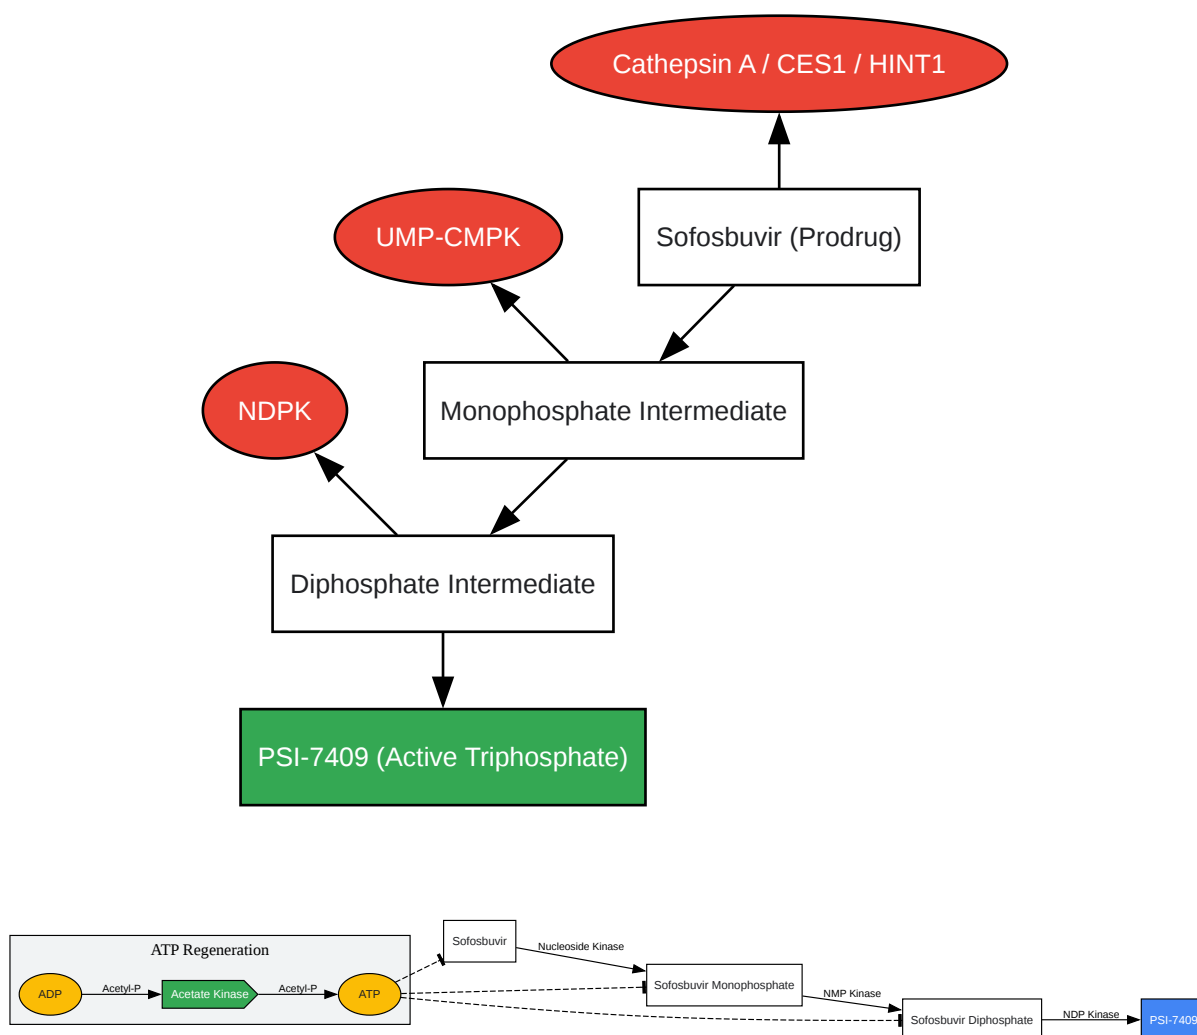 Cathepsin A / CES1 / HINT1
UMP-CMPK
Sofosbuvir (Prodrug)
NDPK
Monophosphate Intermediate
Diphosphate Intermediate
PSI-7409 (Active Triphosphate)
ATP Regeneration
ADP
Acetyl-P
Acetate Kinase
Acetyl-P
ATP
Sofosbuvir
Nucleoside Kinase
Sofosbuvir Monophosphate
NMP Kinase
Sofosbuvir Diphosphate
NDP Kinase
PSI-7409